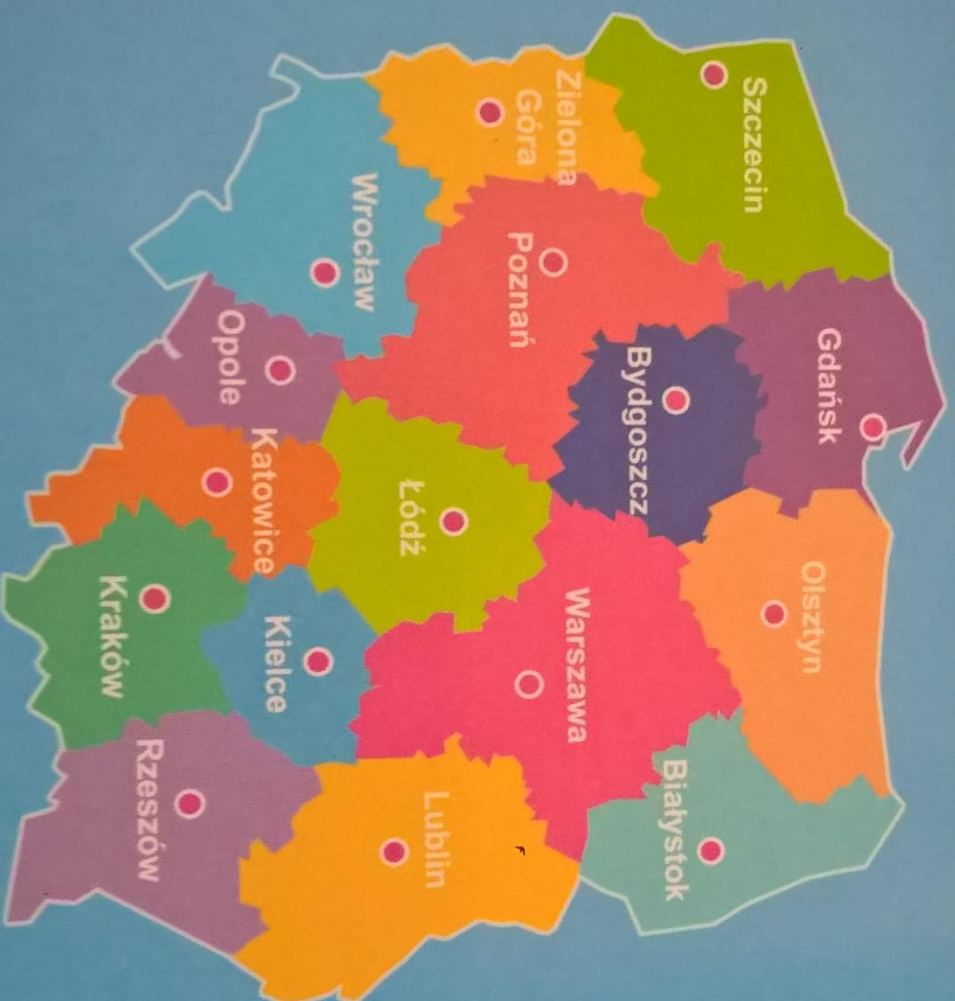 Gdańsk
Szczecin
Olsztyn
Białystok
Bydgoszcz
Zielona
Góra
Poznań
Warszawa
Łódź
Lublin
Wrocław
Opole
Katowice
Kielce
Kraków
Rzeszów